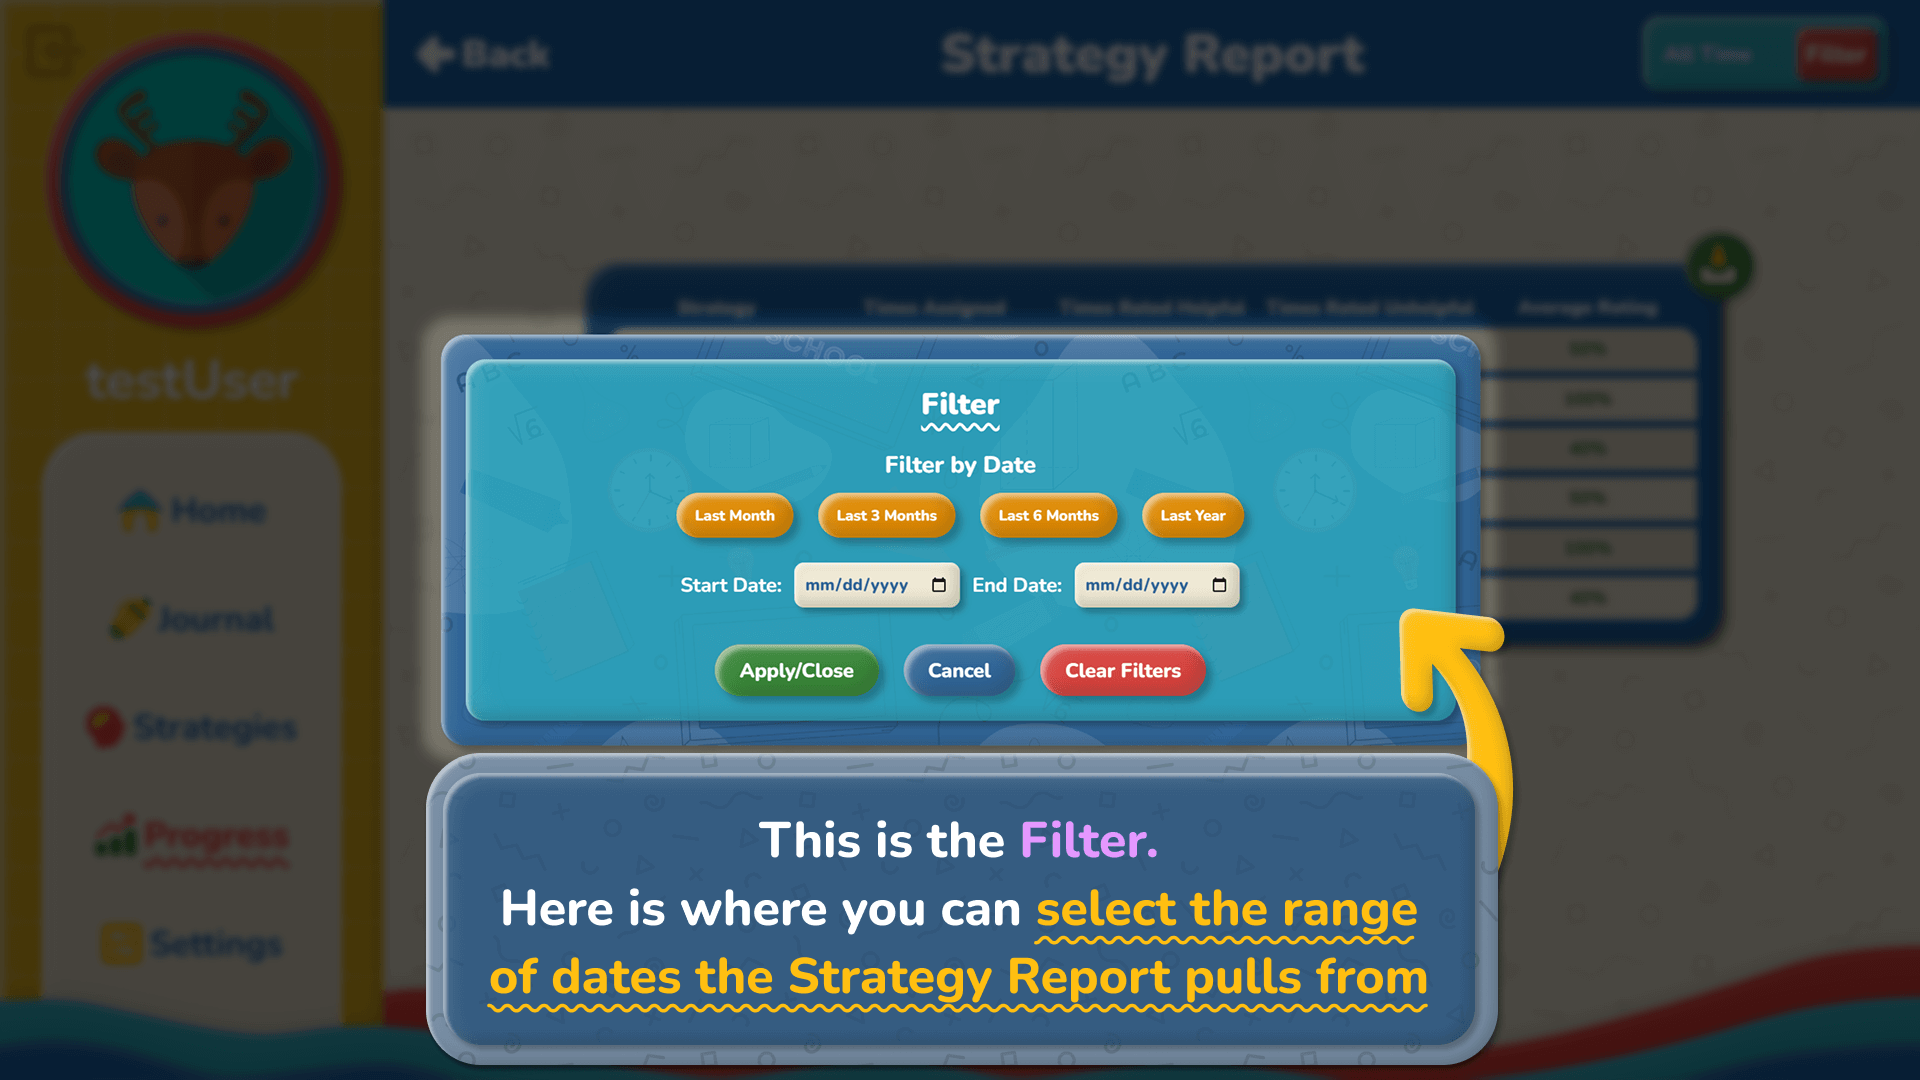 Back
Strategy Report
All Time
Filter
testUser
Home
Journal
Strategies
Progress
Settings
Strategy
Times Assigned
Times Rated Helpful
Times Rated Unhelpful
Average Rating
50%
100%
40%
50%
100%
40%
SCHOOL
Filter
Filter by Date
Last Month
Last 3 Months
Last 6 Months
Last Year
Start Date:
mm/dd/yyyy
End Date:
mm/dd/yyyy
Apply/Close
Cancel
Clear Filters
This is the Filter.
Here is where you can select the range
of dates the Strategy Report pulls from